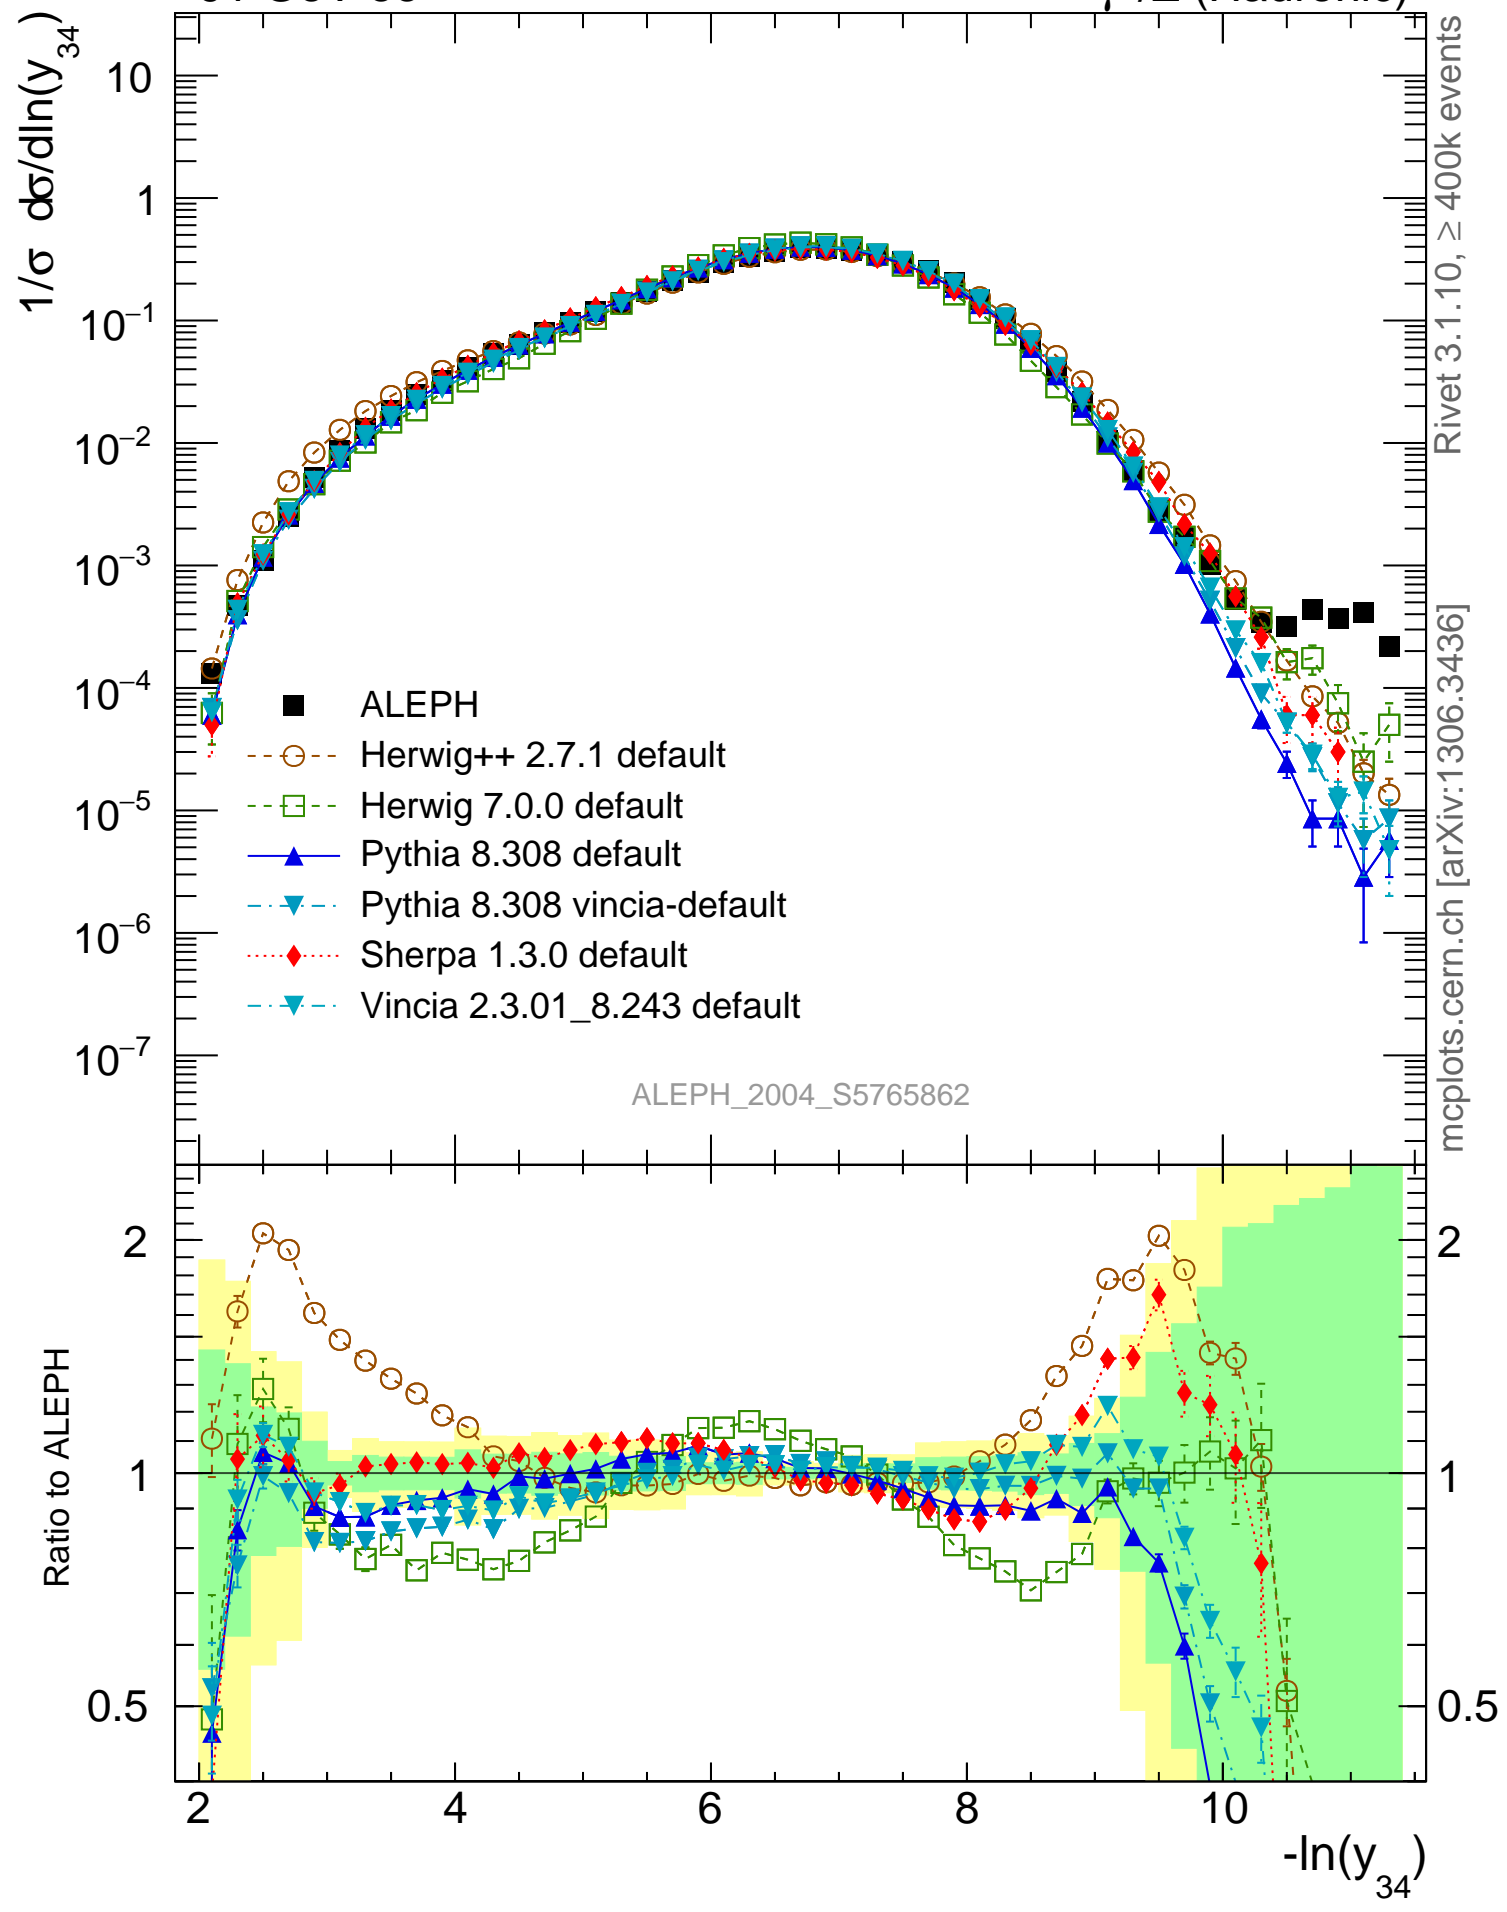 1/σ dσ/dln(y34)
10
1
10−1
10−2
10−3
10−4
10−5
10−6
10−7
ALEPH
Herwig++ 2.7.1 default
Herwig 7.0.0 default
Pythia 8.308 default
Pythia 8.308 vincia-default
Sherpa 1.3.0 default
Vincia 2.3.01_8.243 default
ALEPH_2004_S5765862
Rivet 3.1.10, ≥ 400k events
mcplots.cern.ch [arXiv:1306.3436]
Ratio to ALEPH
2
1
0.5
2
1
0.5
2 4 6 8 10
-ln(y34)